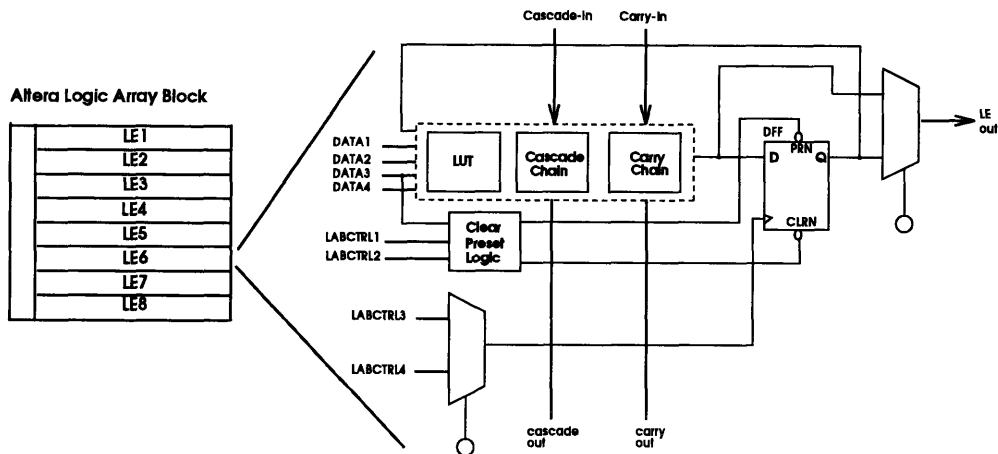 Altera Logic Array Block
LE1
LE2
LE3
LE4
LE5
LE6
LE7
LE8
Cascade-in
Carry-in
DATA1
DATA2
DATA3
DATA4
LUT
Cascade
Chain
Carry
Chain
LABCTRL1
LABCTRL2
Clear
Preset
Logic
DFF
PRN
D
Q
CLRN
LE
out
LABCTRL3
LABCTRL4
cascade
out
carry
out